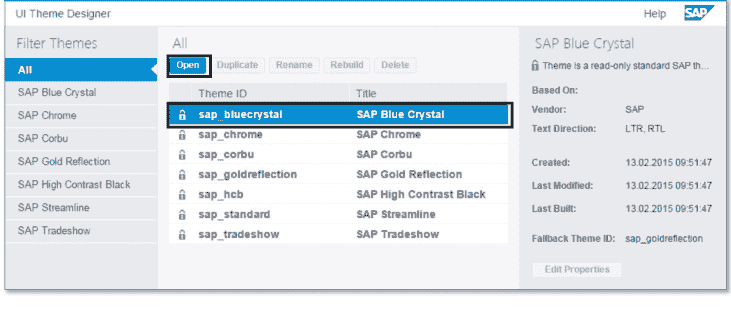 UI Theme Designer
Help SAP
Filter Themes
All
SAP Blue Crystal
SAP Chrome
SAP Corbu
SAP Gold Reflection
SAP High Contrast Black
SAP Streamline
SAP Tradeshow
All
Open Duplicate Rename Rebuild Delete
Theme ID Title
sap_bluecrystal SAP Blue Crystal
sap_chrome SAP Chrome
sap_corbu SAP Corbu
sap_goldreflection SAP Gold Reflection
sap_hcb SAP High Contrast Black
sap_standard SAP Streamline
sap_tradeshow SAP Tradeshow
SAP Blue Crystal
Theme is a read-only standard SAP th...
Based On:
Vendor: SAP
Text Direction: LTR, RTL
Created: 13.02.2015 09:51:47
Last Modified: 13.02.2015 09:51:47
Last Built: 13.02.2015 09:51:47
Fallback Theme ID: sap_goldreflection
Edit Properties